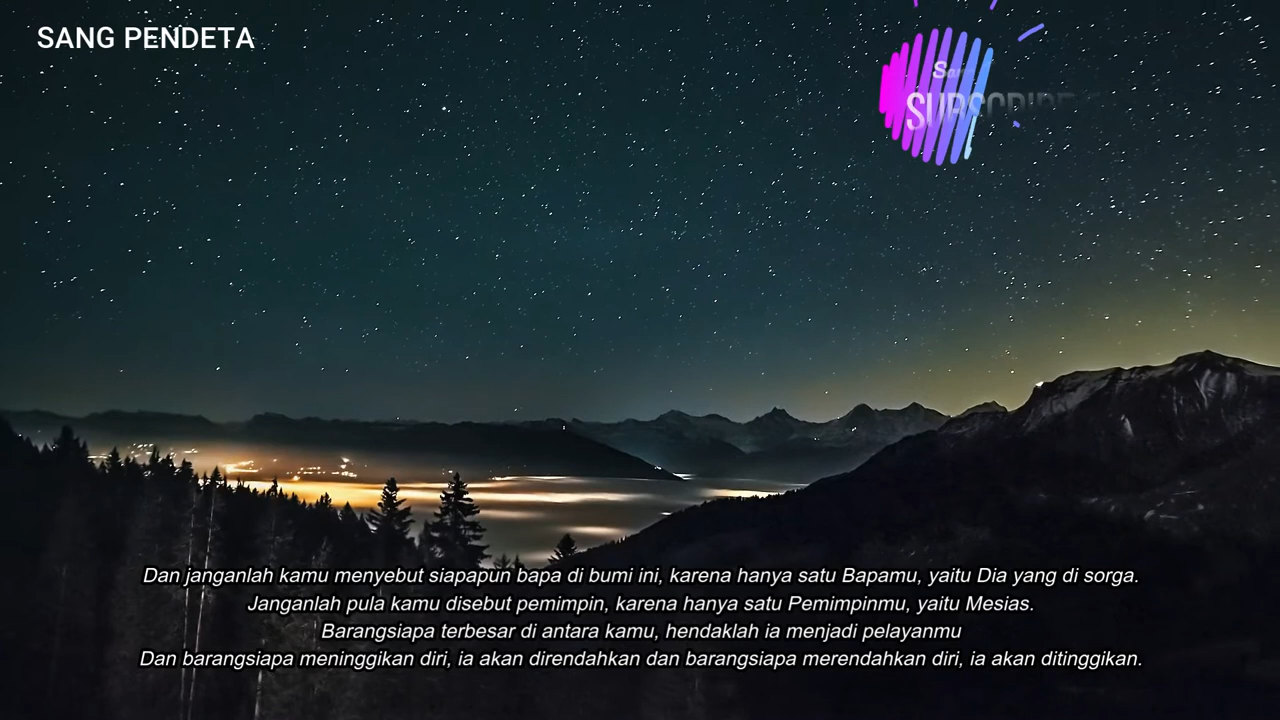 SANG PENDETA
SUBSCRIBE
Dan janganlah kamu menyebut siapapun bapa di bumi ini, karena hanya satu Bapamu, yaitu Dia yang di sorga.
Janganlah pula kamu disebut pemimpin, karena hanya satu Pemimpinmu, yaitu Mesias.
Barangsiapa terbesar di antara kamu, hendaklah ia menjadi pelayanmu
Dan barangsiapa meninggikan diri, ia akan direndahkan dan barangsiapa merendahkan diri, ia akan ditinggikan.